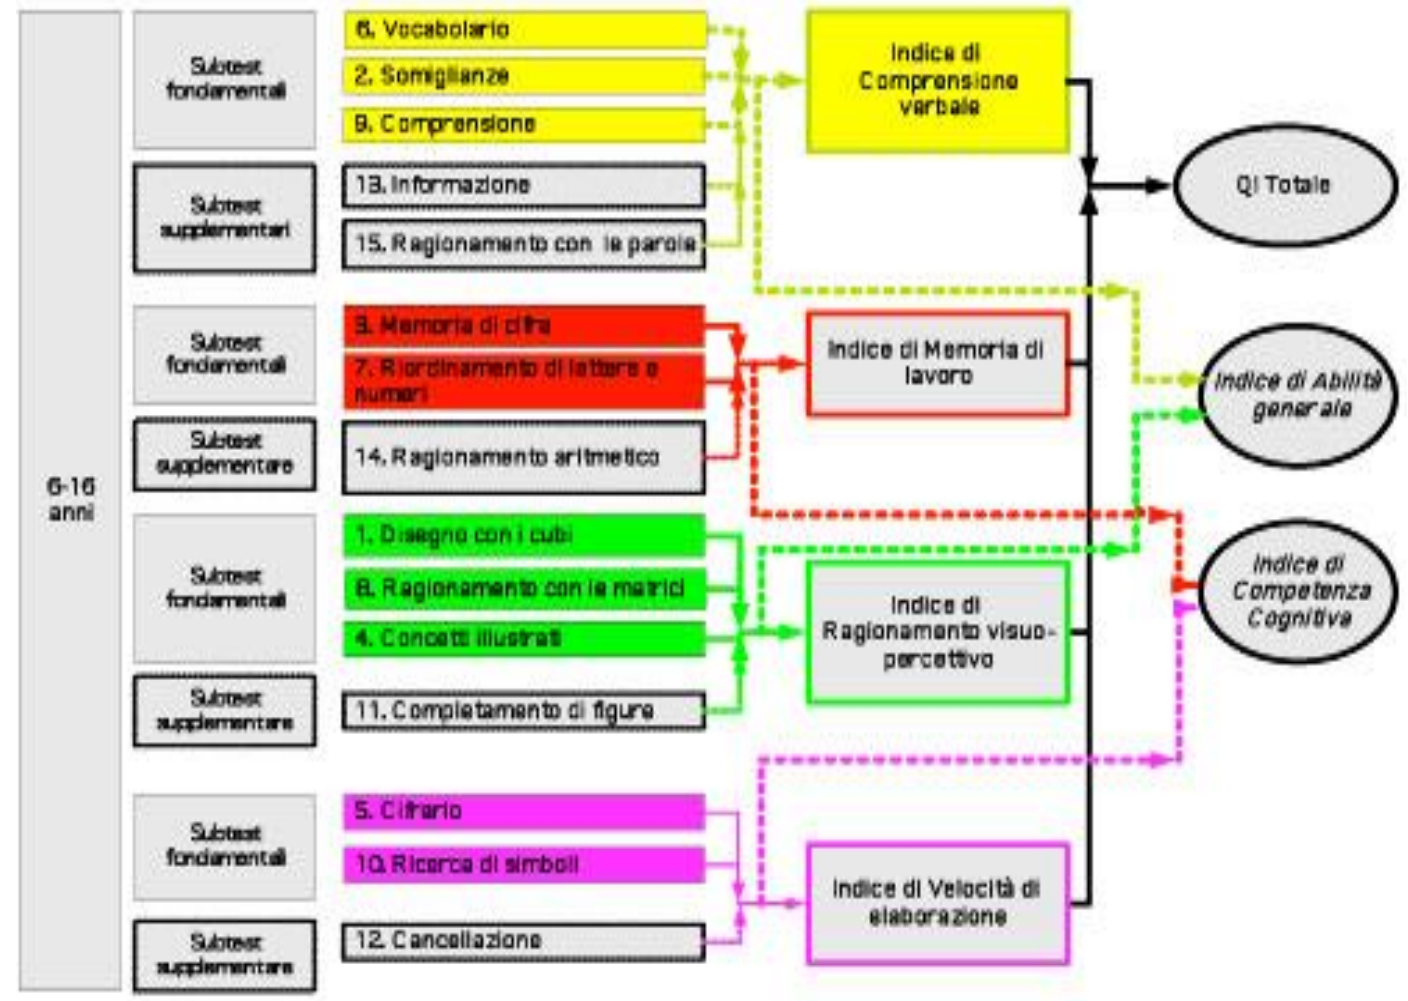 6-16
anni
Subtest
fondamentali
6. Vocabolario
2. Somiglianze
9. Comprensione
Subtest
supplementari
13. Informazione
15. Ragionamento con le parole
Indice di
Comprensione
verbale
QI Totale
Subtest
fondamentali
3. Memoria di cifre
7. Riordinamento di lettere e
numeri
Subtest
supplementare
14. Ragionamento aritmetico
Indice di Memoria di
lavoro
Indice di Abilità
generale
Subtest
fondamentali
1. Disegno con i cubi
8. Ragionamento con le matrici
4. Concetti illustrati
Subtest
supplementare
11. Completamento di figure
Indice di
Ragionamento visuo-
percettivo
Indice di
Competenza
Cognitiva
Subtest
fondamentali
5. Cifrario
10. Ricerca di simboli
Subtest
supplementare
12. Cancellazione
Indice di Velocità di
elaborazione